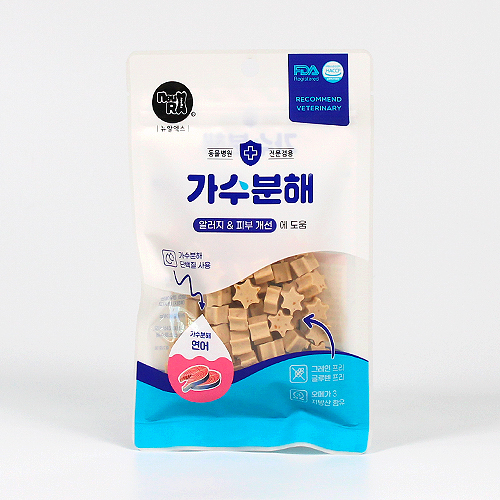 FDA
Registered
HACCP
RECOMMEND
VETERINARY
뉴알엑스
동물병원
전문검용
가수분해
알러지 & 피부 개선 에 도움
가수분해
단백질 사용
가수분해
연어
그레인 프리
글루텐 프리
오메가 3
지방산 함유